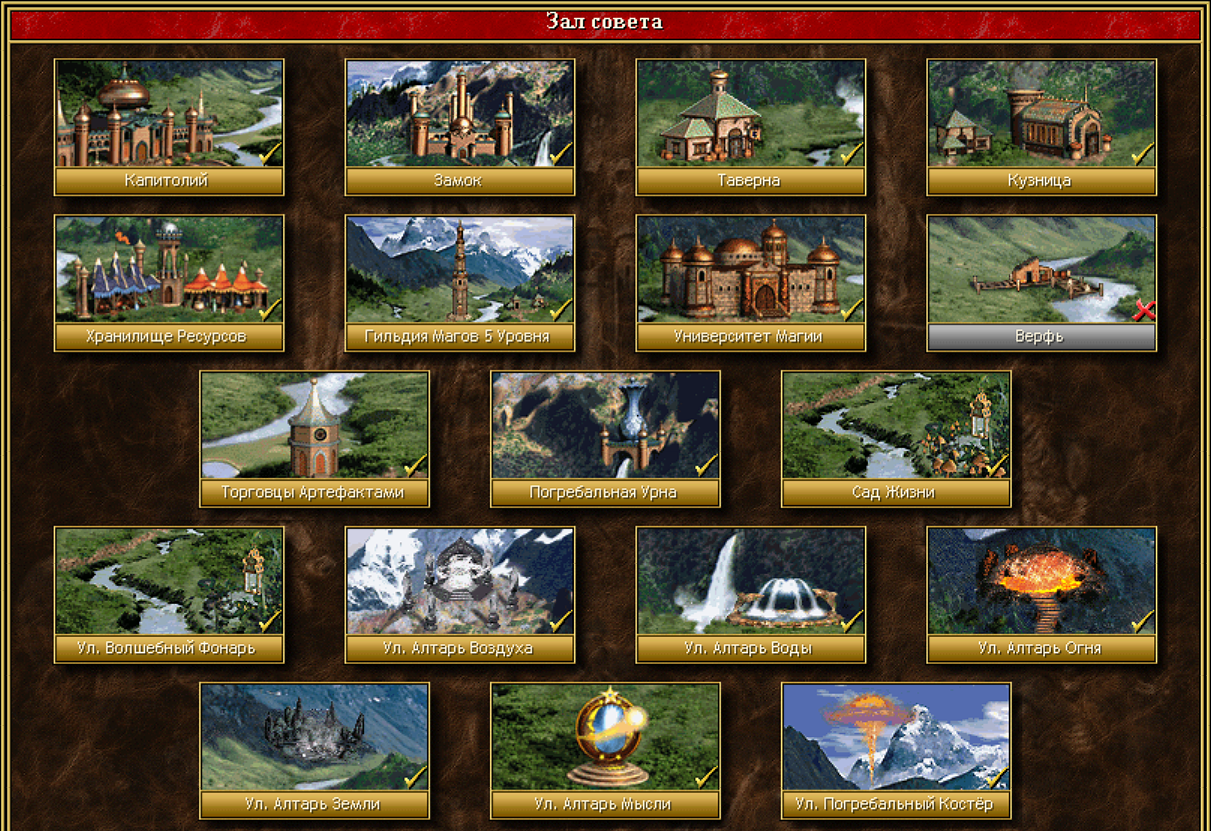 Зал совета
Капитолий
Замок
Таверна
Кузница
Хранилище Ресурсов
Гильдия Магов 5 Уровня
Университет Магии
Верфь
Торговцы Артефактами
Погребальная Урна
Сад Жизни
Ул. Волшебный Фонарь
Ул. Алтарь Воздуха
Ул. Алтарь Воды
Ул. Алтарь Огня
Ул. Алтарь Земли
Ул. Алтарь Мысли
Ул. Погребальный Костёр